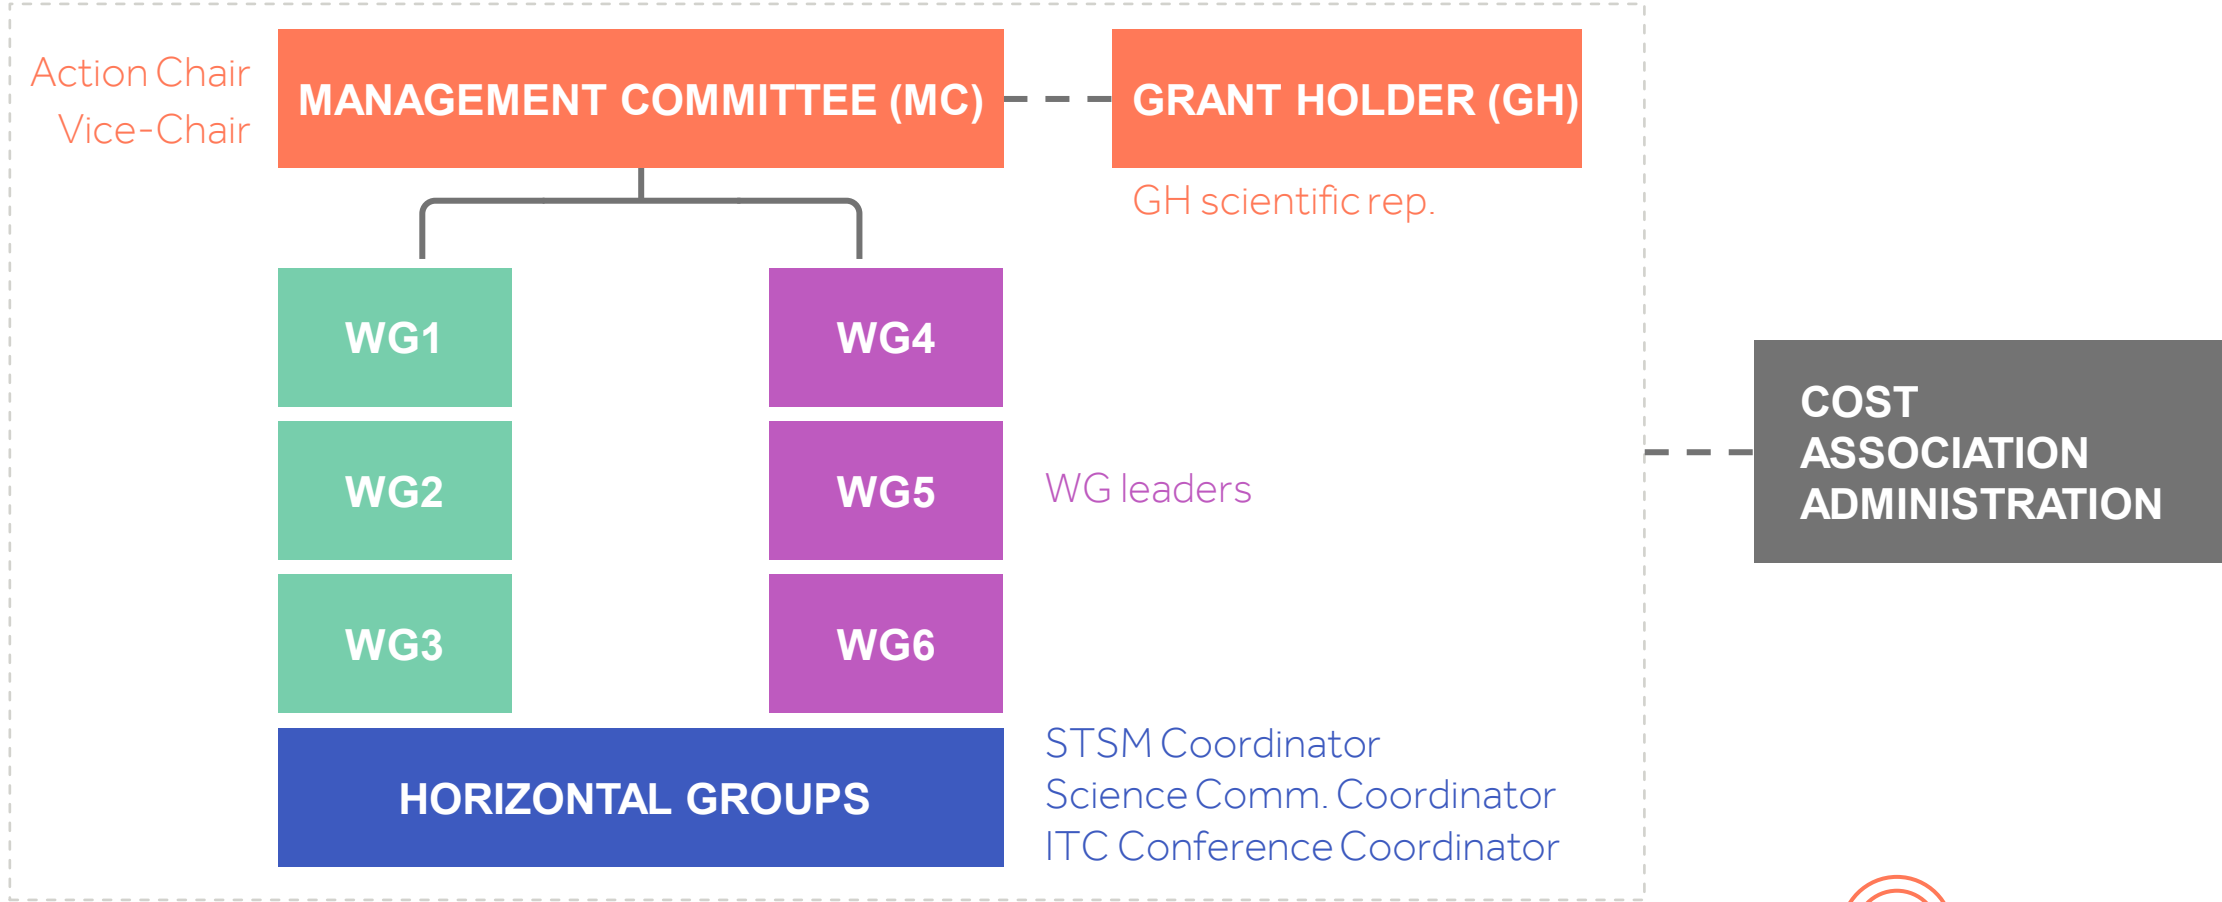 Action Chair
Vice-Chair
MANAGEMENT COMMITTEE (MC)
GRANT HOLDER (GH)
GH scientific rep.
WG1
WG4
WG2
WG5
WG leaders
WG3
WG6
HORIZONTAL GROUPS
STSM Coordinator
Science Comm. Coordinator
ITC Conference Coordinator
COST
ASSOCIATION
ADMINISTRATION